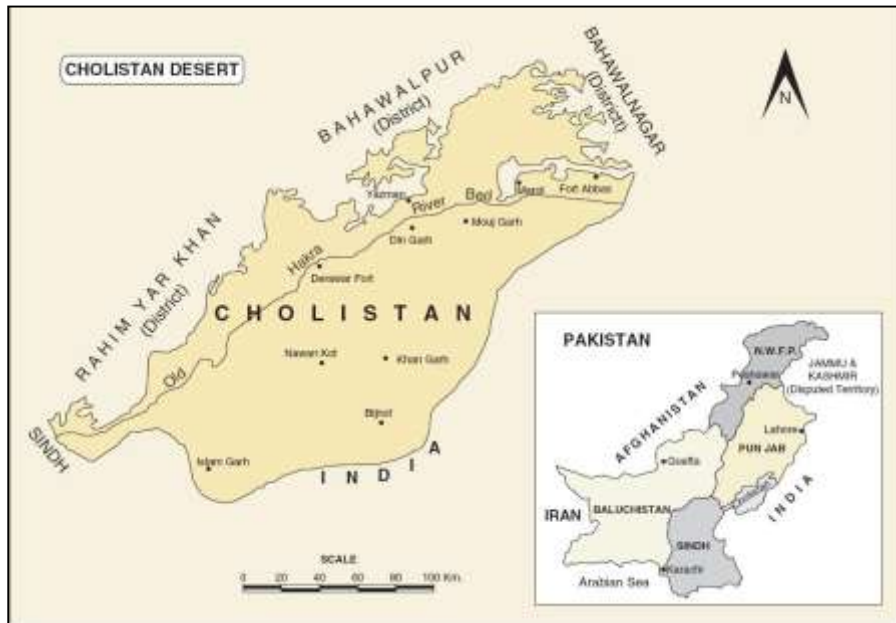 CHOLISTAN DESERT
BAHAWALPUR
(District)
BAHAWALNAGAR
(District)
N
Yazman
River
Bed
Marot
Fort Abbas
Mouj Garh
Din Garh
Hakra
Derawar Fort
RAHIM YAR KHAN
(District)
CHOLISTAN
Nawan Kot
Khan Garh
Old
Bijnot
SINDH
Islam Garh
INDIA
SCALE
0 20 40 60 80 100 Km.
PAKISTAN
N.W.F.P.
Peshawar
JAMMU &
KASHMIR
(Disputed Territory)
AFGHANISTAN
Lahore
PUNJAB
Queffa
Cholistan
INDIA
BALUCHISTAN
IRAN
SINDH
Karachi
Arabian Sea